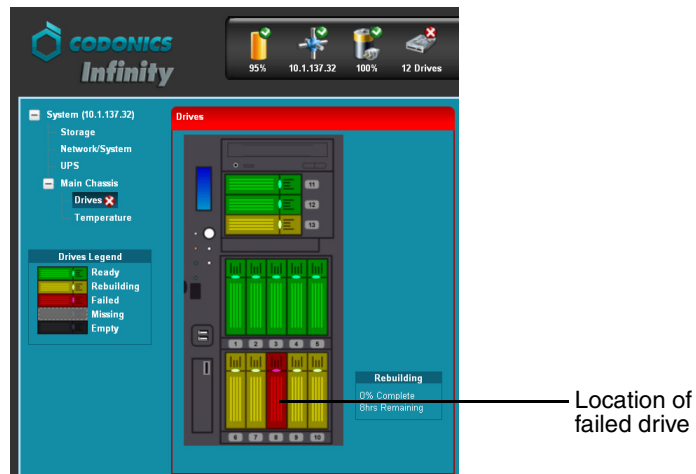 CODONICS
Infinity
95%
10.1.137.32
100%
12 Drives
System (10.1.137.32)
Storage
Network/System
UPS
Main Chassis
Drives
Temperature
Drives Legend
Ready
Rebuilding
Failed
Missing
Empty
Drives
11
12
13
1 2 3 4 5
6 7 8 9 10
Rebuilding
0% Complete
8hrs Remaining
Location of
failed drive